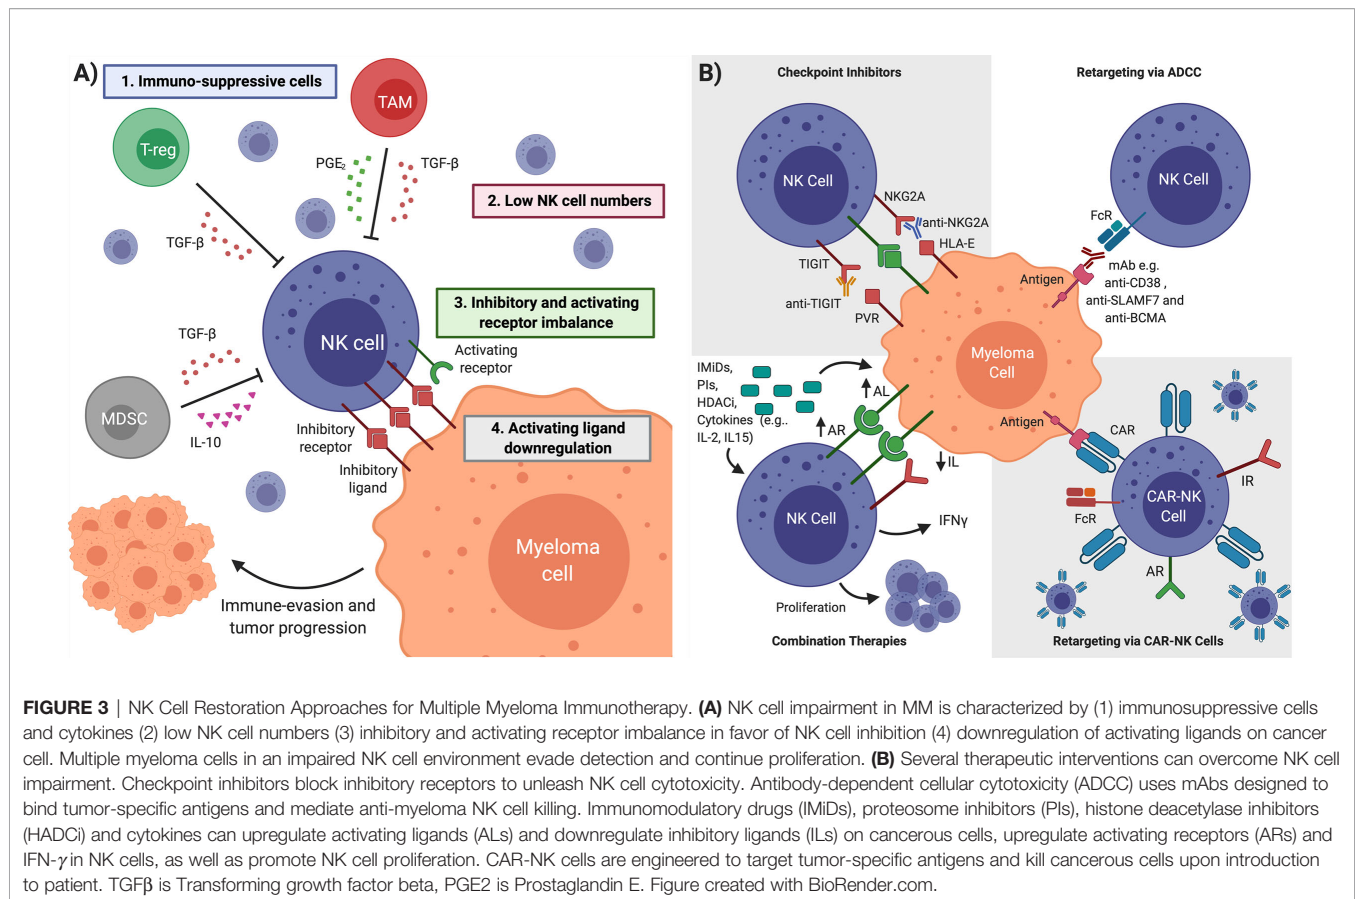 A)
1. Immuno-suppressive cells
TAM
T-reg
PGE2
TGF-β
2. Low NK cell numbers
TGF-β
3. Inhibitory and activating
receptor imbalance
TGF-β
NK cell
Activating
receptor
MDSC
IL-10
Inhibitory
receptor
Inhibitory
ligand
4. Activating ligand
downregulation
Myeloma
cell
Immune-evasion and
tumor progression
B)
Checkpoint Inhibitors
NK Cell
NKG2A
anti-NKG2A
HLA-E
TIGIT
anti-TIGIT
PVR
Retargeting via ADCC
NK Cell
FcR
Antigen
mAb e.g.
anti-CD38 ,
anti-SLAMF7 and
anti-BCMA
Myeloma
Cell
IMiDs,
PIs,
HDACi,
Cytokines (e.g..
IL-2, IL15)
AL
AR
IL
NK Cell
IFNγ
Proliferation
Combination Therapies
Antigen
CAR
IR
CAR-NK
Cell
FcR
AR
Retargeting via CAR-NK Cells
FIGURE 3 | NK Cell Restoration Approaches for Multiple Myeloma Immunotherapy. (A) NK cell impairment in MM is characterized by (1) immunosuppressive cells
and cytokines (2) low NK cell numbers (3) inhibitory and activating receptor imbalance in favor of NK cell inhibition (4) downregulation of activating ligands on cancer
cell. Multiple myeloma cells in an impaired NK cell environment evade detection and continue proliferation. (B) Several therapeutic interventions can overcome NK cell
impairment. Checkpoint inhibitors block inhibitory receptors to unleash NK cell cytotoxicity. Antibody-dependent cellular cytotoxicity (ADCC) uses mAbs designed to
bind tumor-specific antigens and mediate anti-myeloma NK cell killing. Immunomodulatory drugs (IMiDs), proteosome inhibitors (PIs), histone deacetylase inhibitors
(HADCi) and cytokines can upregulate activating ligands (ALs) and downregulate inhibitory ligands (ILs) on cancerous cells, upregulate activating receptors (ARs) and
IFN-γ in NK cells, as well as promote NK cell proliferation. CAR-NK cells are engineered to target tumor-specific antigens and kill cancerous cells upon introduction
to patient. TGFβ is Transforming growth factor beta, PGE2 is Prostaglandin E. Figure created with BioRender.com.